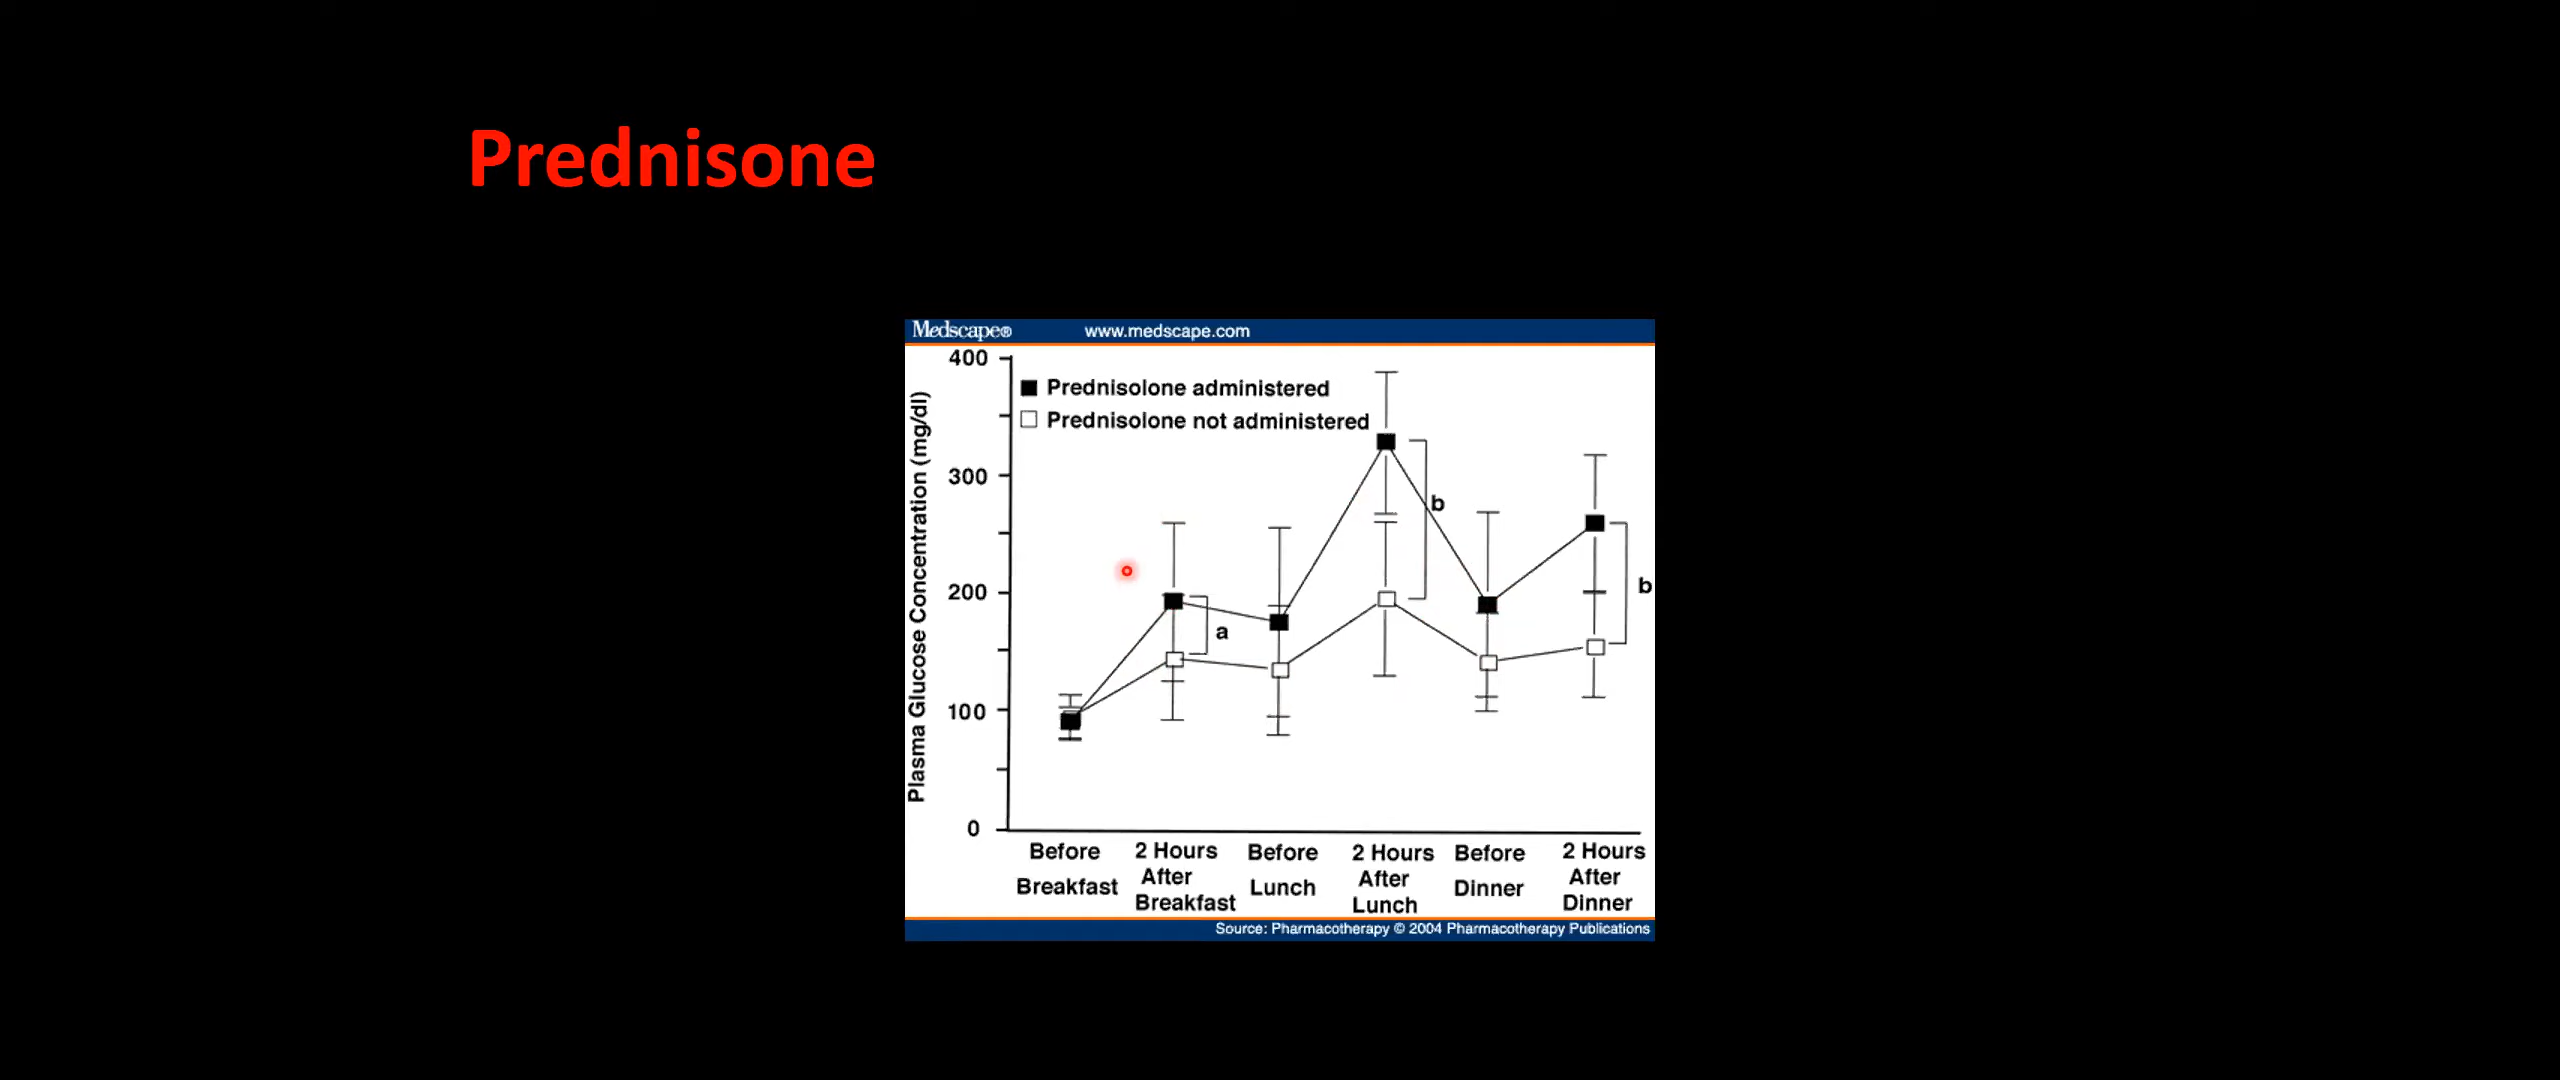 Prednisone
Medscape® www.medscape.com
400
300
200
100
0
Plasma Glucose Concentration (mg/dl)
Prednisolone administered
Prednisolone not administered
a
b
b
Before Breakfast
2 Hours After Breakfast
Before Lunch
2 Hours After Lunch
Before Dinner
2 Hours After Dinner
Source: Pharmacotherapy © 2004 Pharmacotherapy Publications